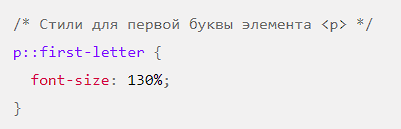 /* Стили для первой буквы элемента <p> */
p::first-letter {
  font-size: 130%;
}